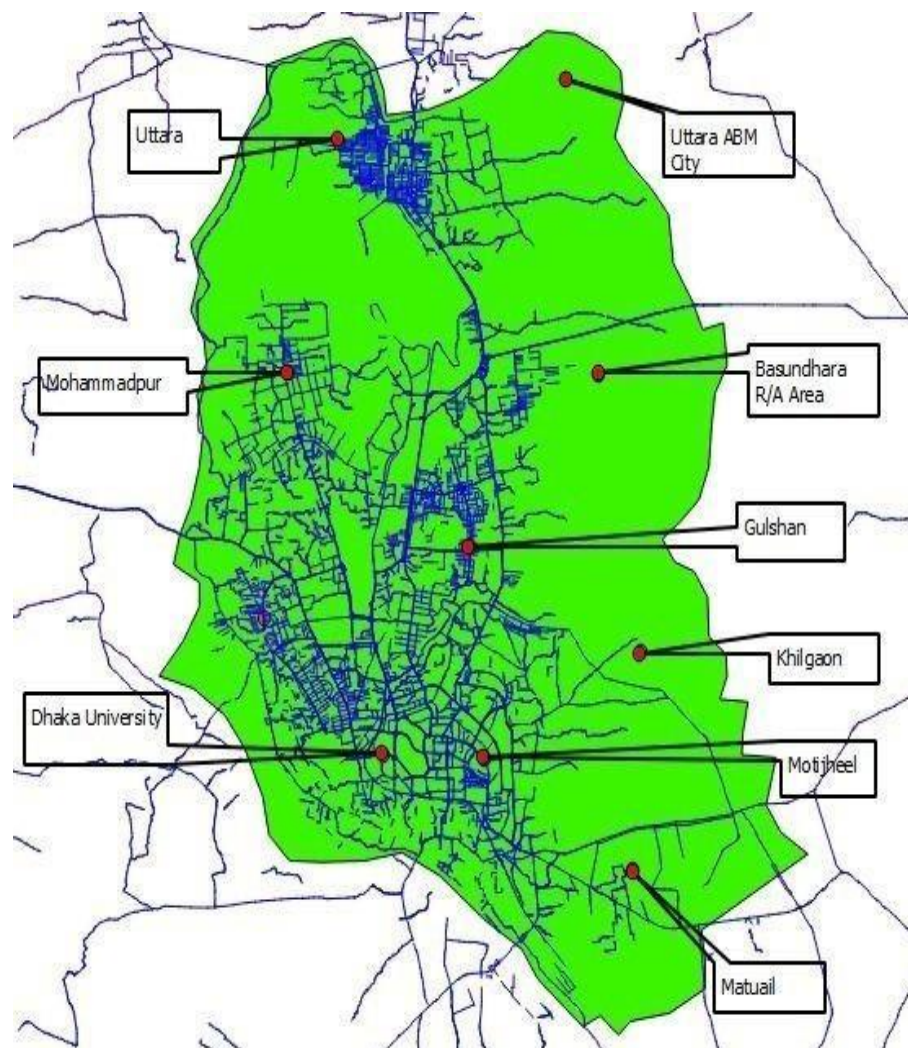 Uttara
Uttara ABM
City
Mohammadpur
Basundhara
R/A Area
Gulshan
Khilgaon
Dhaka University
Motijheel
Matuail